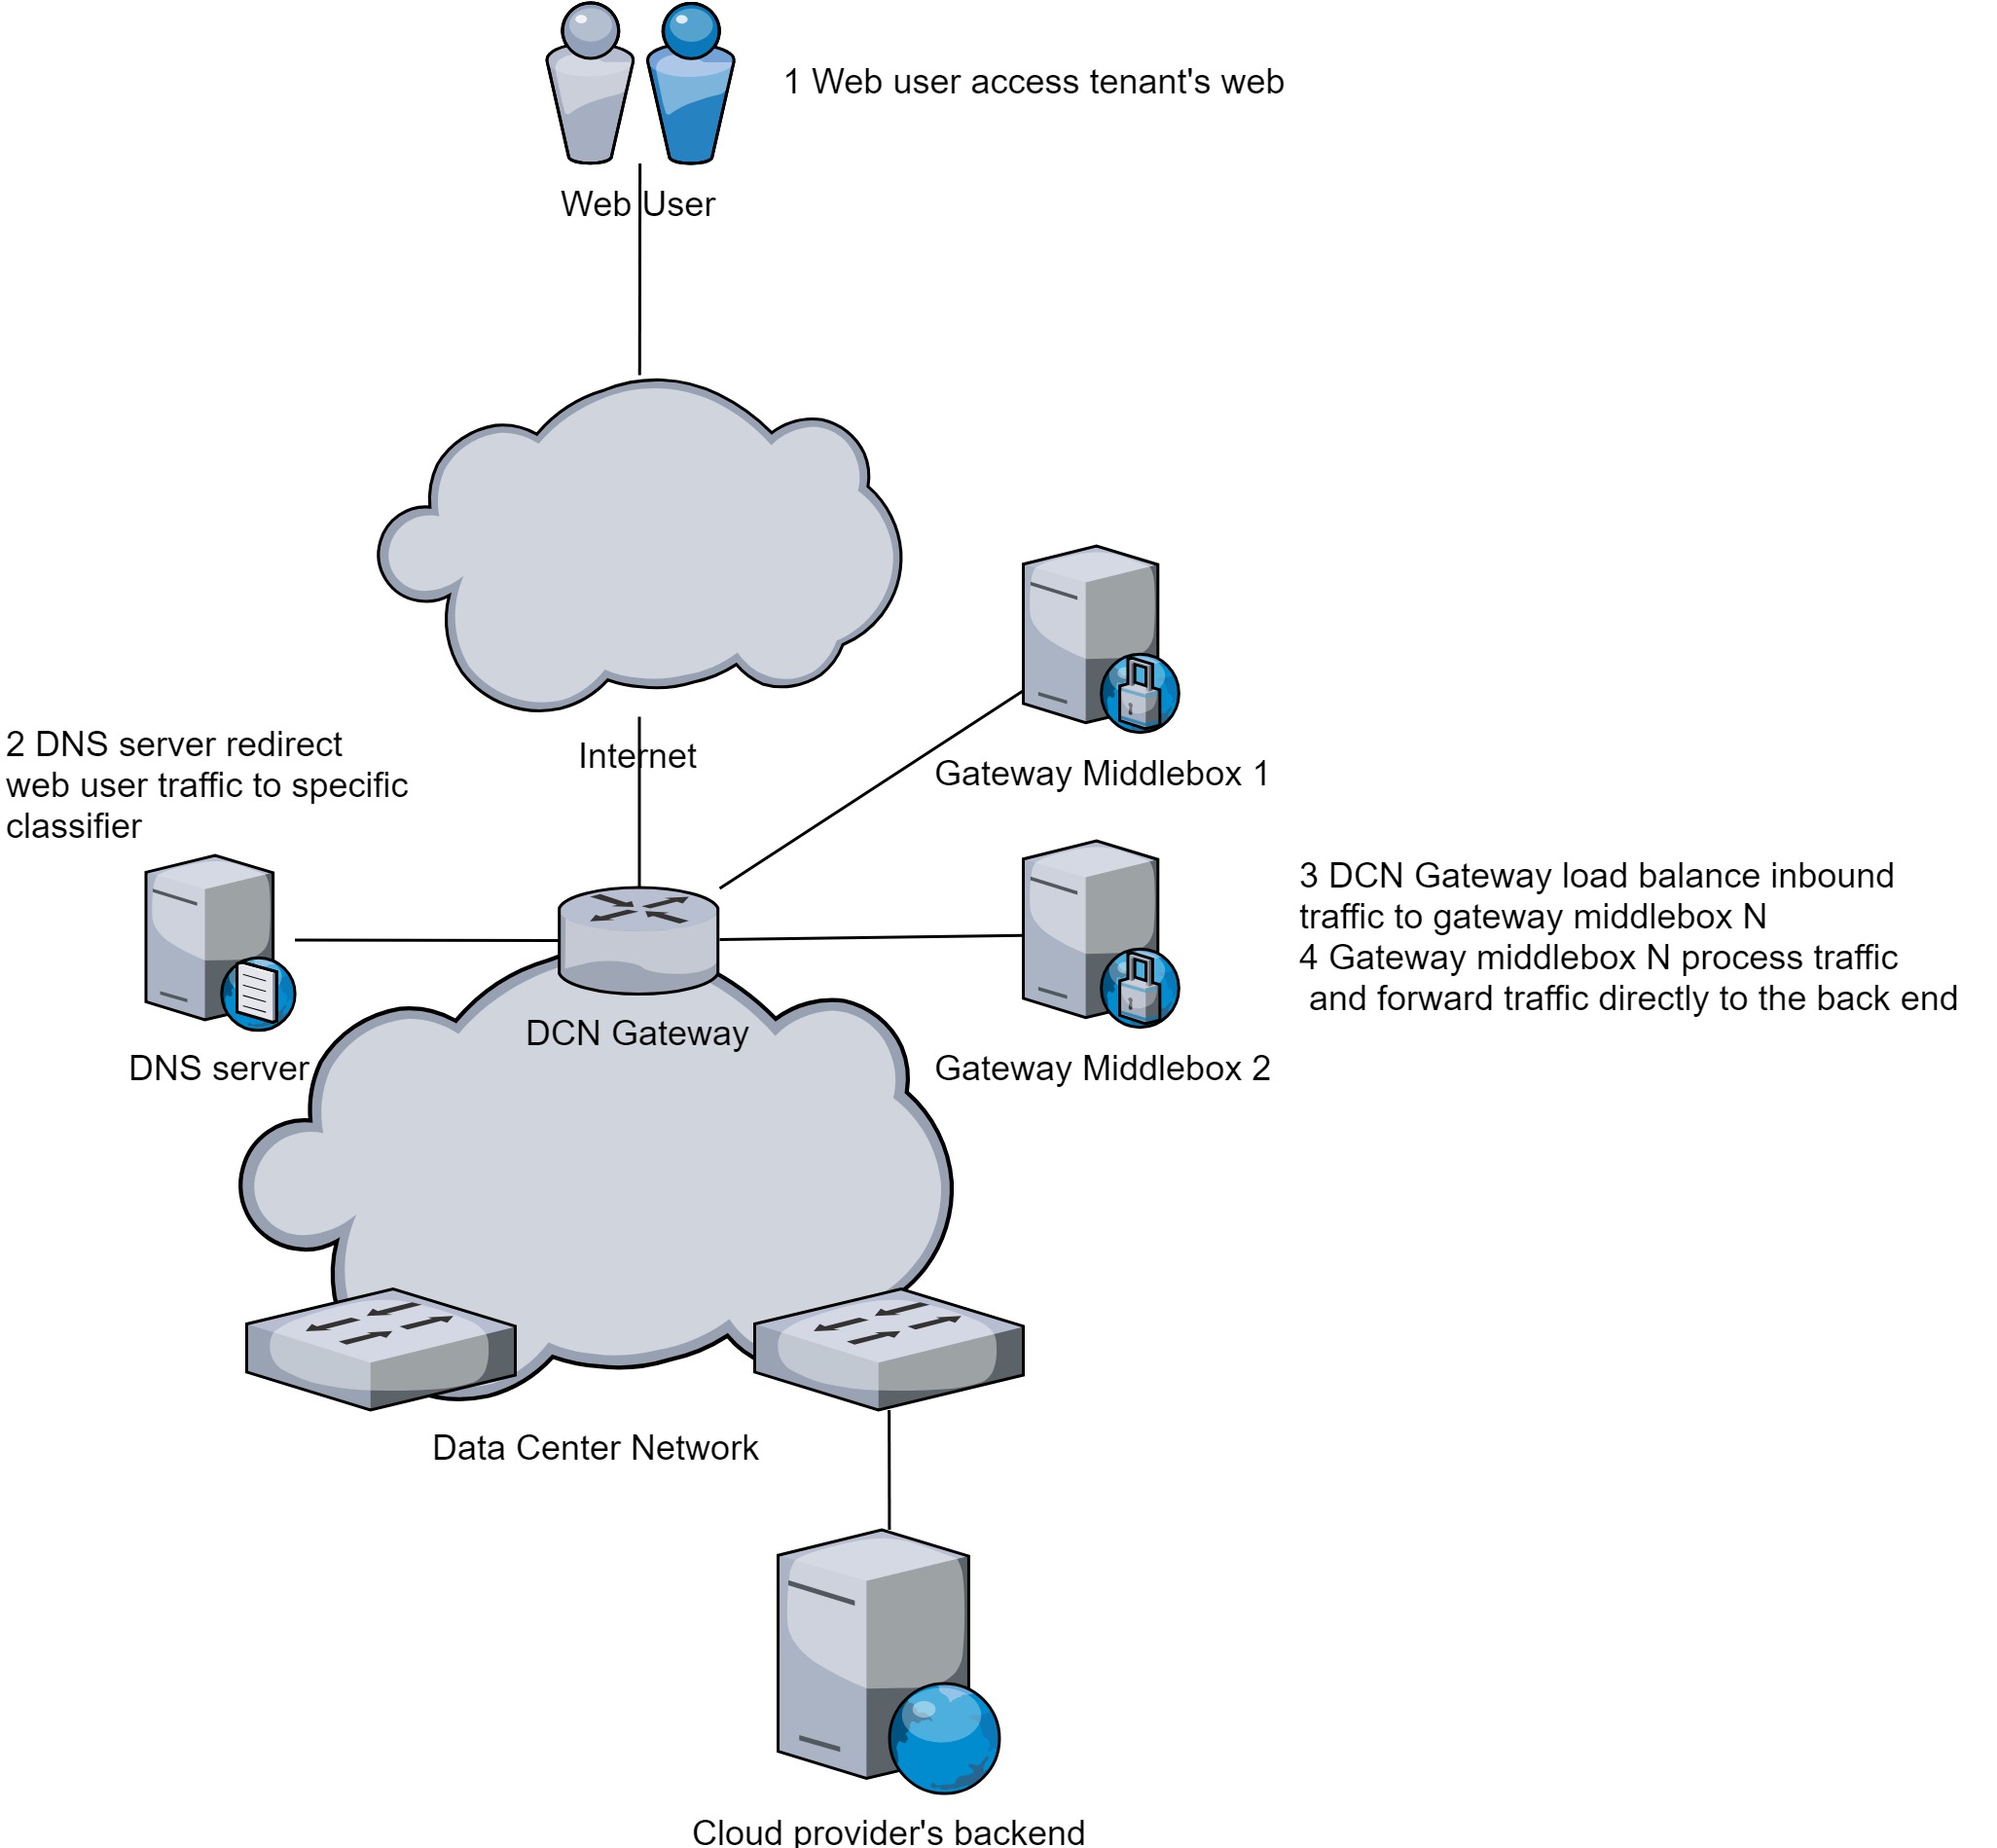 1 Web user access tenant's web
Web User
Internet
Gateway Middlebox 1
2 DNS server redirect
web user traffic to specific
classifier
3 DCN Gateway load balance inbound
traffic to gateway middlebox N
4 Gateway middlebox N process traffic
and forward traffic directly to the back end
DCN Gateway
DNS server
Gateway Middlebox 2
Data Center Network
Cloud provider's backend